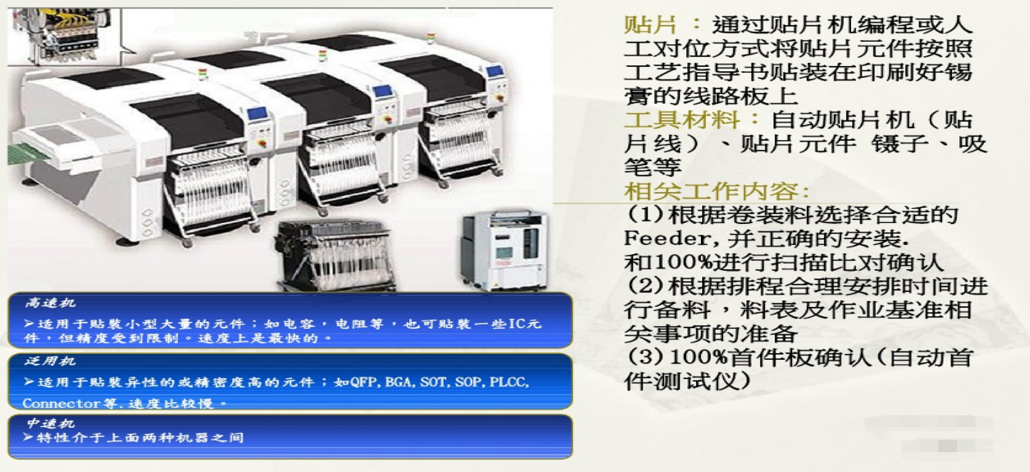 高速机
➢适用于贴裝小型大量的元件；如电容，电阻等，也可贴裝一些IC元
件，但精度受到限制。速度上是最快的。
泛用机
➢适用于贴裝异性的或精密度高的元件；如QFP,BGA,SOT,SOP,PLCC,
Connector等.速度比较慢。
中速机
➢特性介于上面两种机器之间
贴片：通过贴片机编程或人
工对位方式将贴片元件按照
工艺指导书贴装在印刷好锡
膏的线路板上
工具材料：自动贴片机（贴
片线）、贴片元件 镊子、吸
笔等
相关工作内容:
(1)根据卷装料选择合适的
Feeder,并正确的安装.
和100%进行扫描比对确认
(2)根据排程合理安排时间进
行备料，料表及作业基准相
关事项的准备
(3)100%首件板确认(自动首
件测试仪)